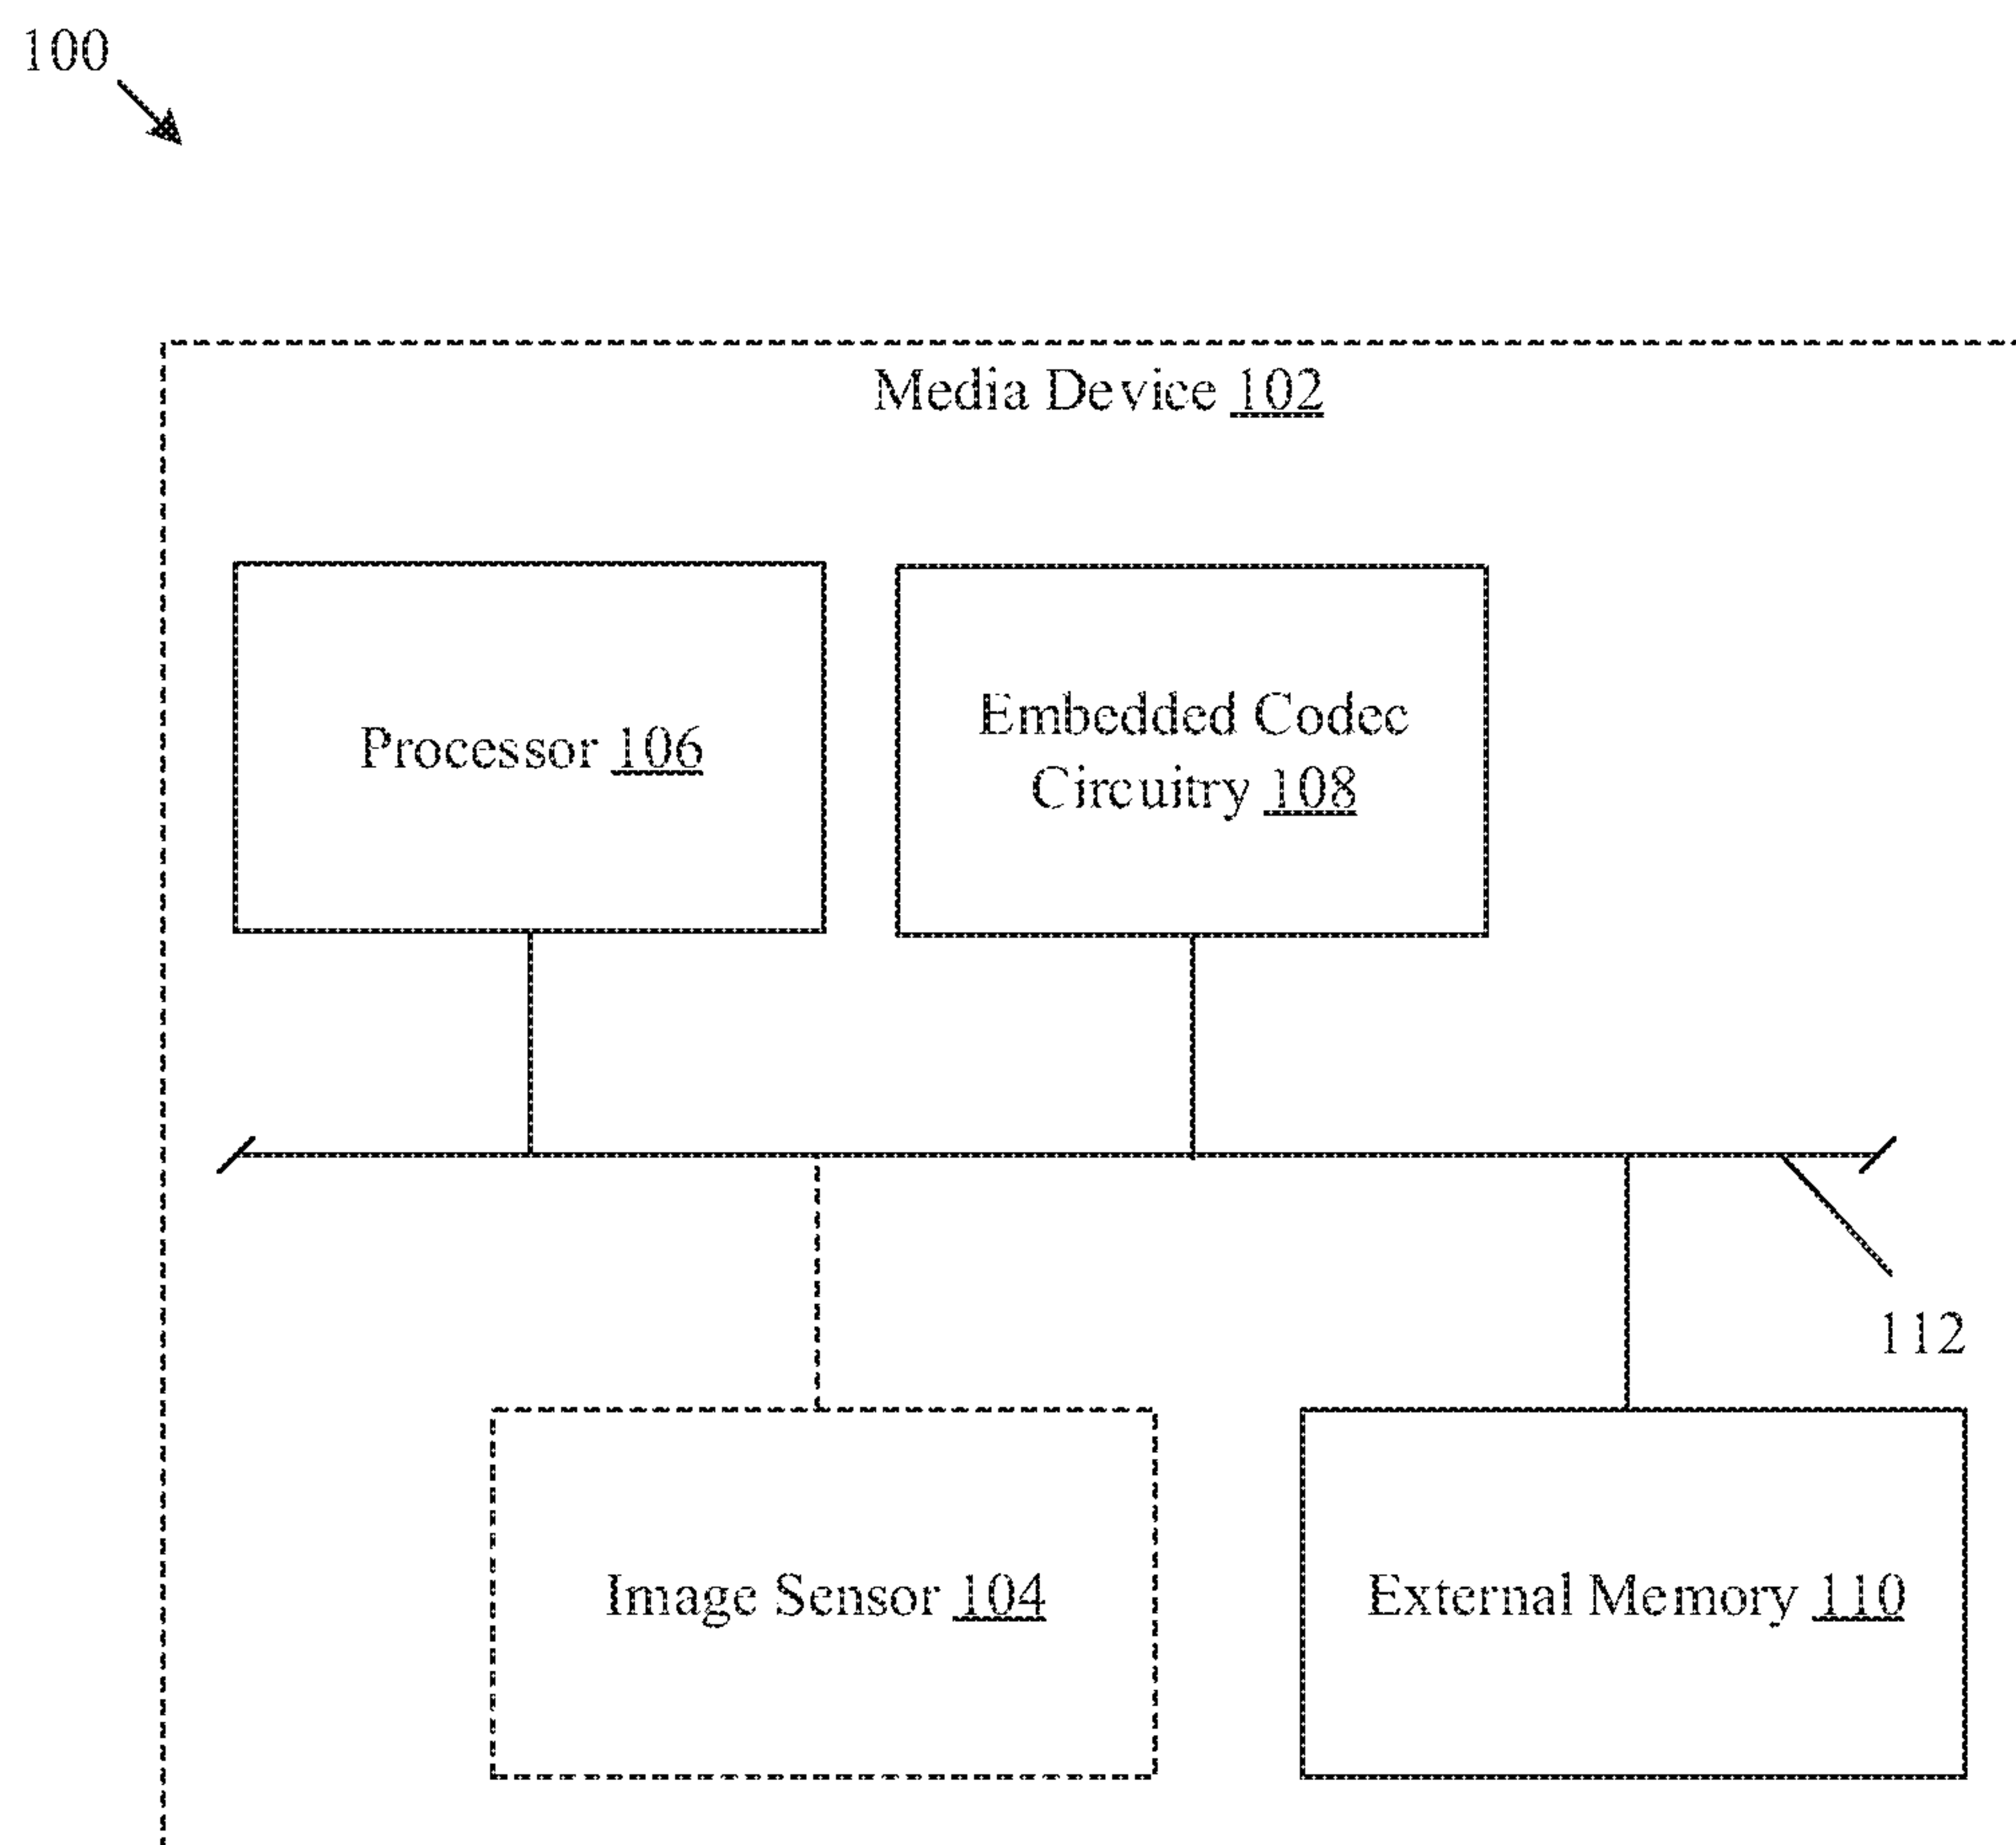 100
Media Device 102
Processor 106
Embedded Codec
Circuitry 108
112
Image Sensor 104
External Memory 110